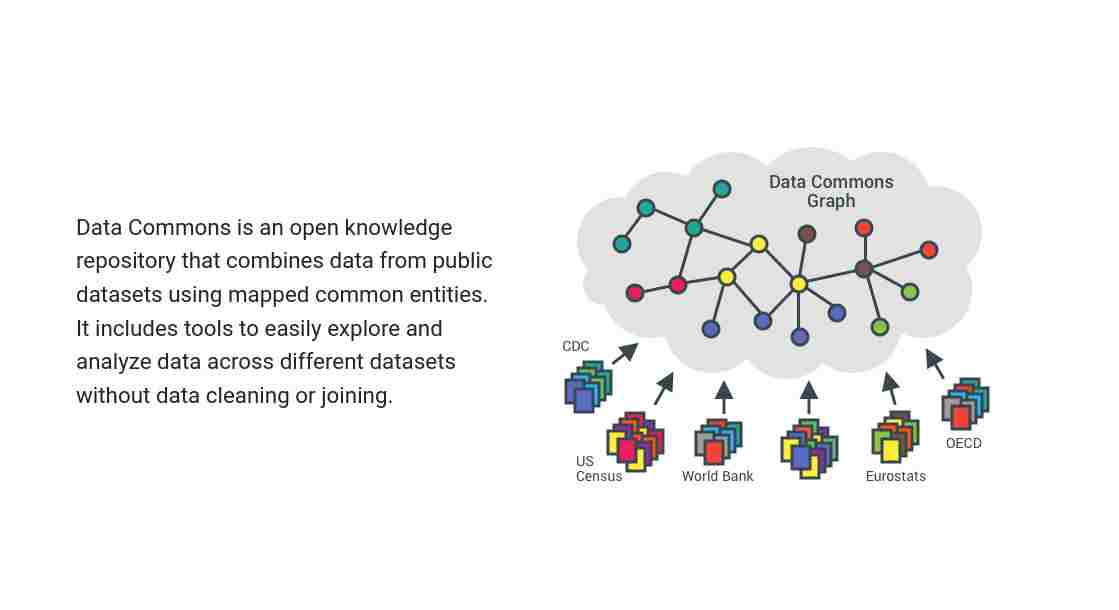 Data Commons is an open knowledge
repository that combines data from public
datasets using mapped common entities.
It includes tools to easily explore and
analyze data across different datasets
without data cleaning or joining.
Data Commons
Graph
CDC
US
Census
World Bank
Eurostats
OECD